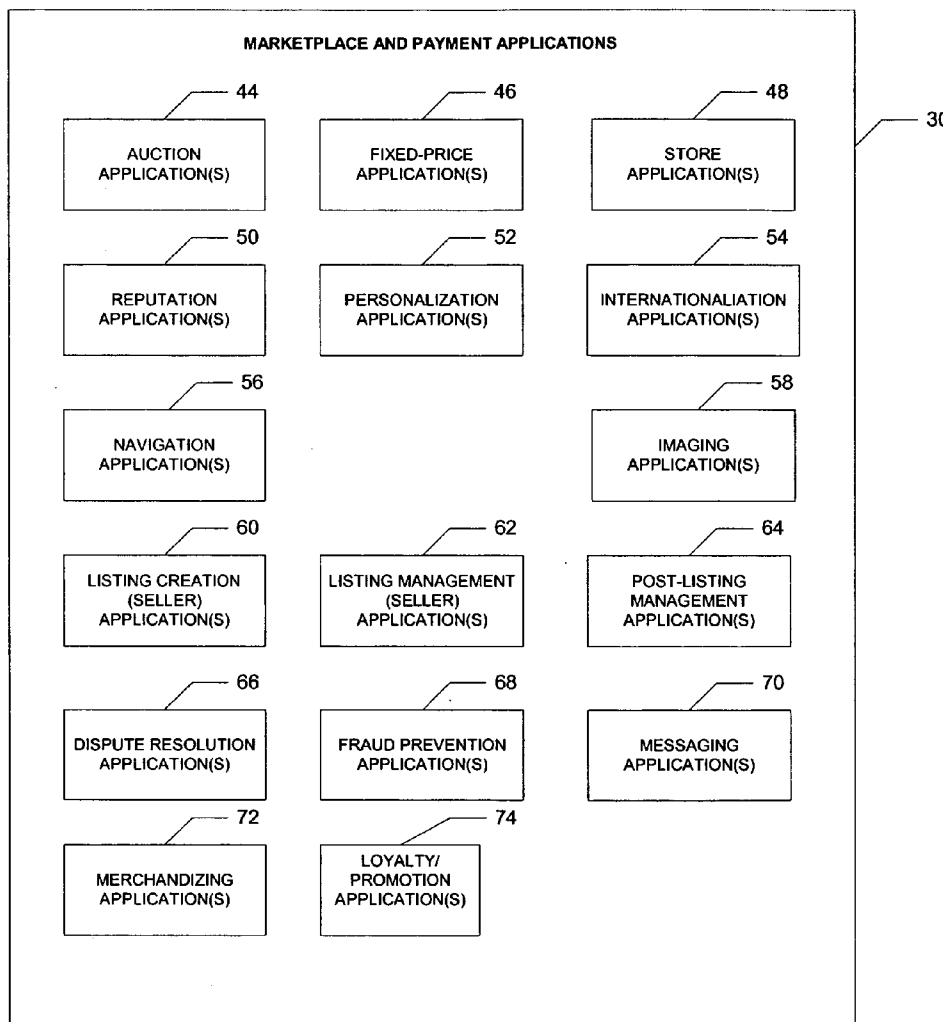 MARKETPLACE AND PAYMENT APPLICATIONS
30
44
46
48
AUCTION
APPLICATION(S)
FIXED-PRICE
APPLICATION(S)
STORE
APPLICATION(S)
50
52
54
REPUTATION
APPLICATION(S)
PERSONALIZATION
APPLICATION(S)
INTERNATIONALIATION
APPLICATION(S)
56
58
NAVIGATION
APPLICATION(S)
IMAGING
APPLICATION(S)
60
62
64
LISTING CREATION
(SELLER)
APPLICATION(S)
LISTING MANAGEMENT
(SELLER)
APPLICATION(S)
POST-LISTING
MANAGEMENT
APPLICATION(S)
66
68
70
DISPUTE RESOLUTION
APPLICATION(S)
FRAUD PREVENTION
APPLICATION(S)
MESSAGING
APPLICATION(S)
72
74
MERCHANDIZING
APPLICATION(S)
LOYALTY/
PROMOTION
APPLICATION(S)